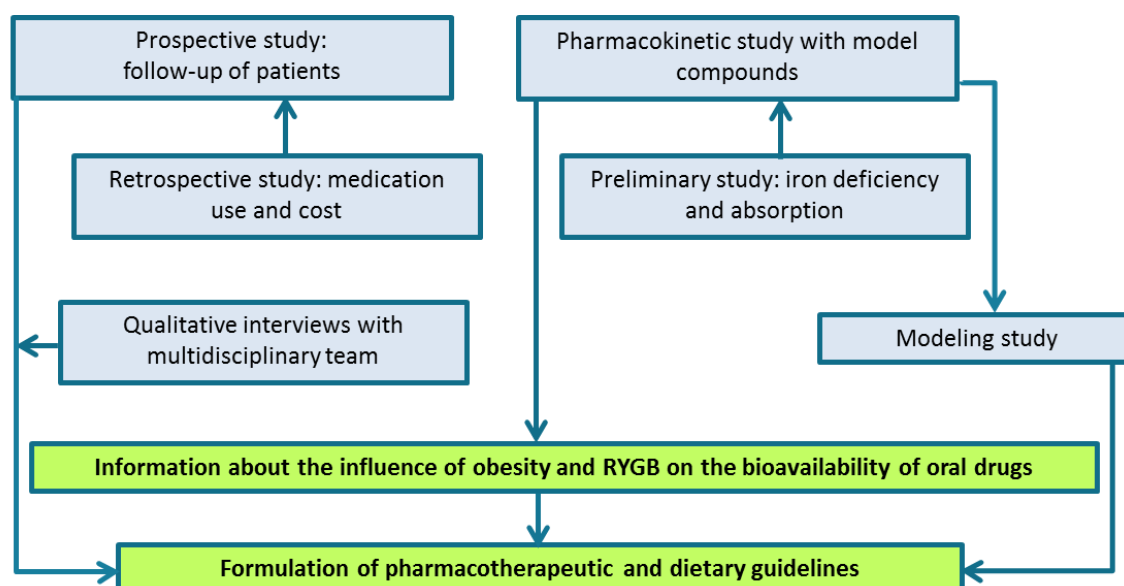 Prospective study:
follow-up of patients
Pharmacokinetic study with model
compounds
Retrospective study: medication
use and cost
Preliminary study: iron deficiency
and absorption
Qualitative interviews with
multidisciplinary team
Modeling study
Information about the influence of obesity and RYGB on the bioavailability of oral drugs
Formulation of pharmacotherapeutic and dietary guidelines